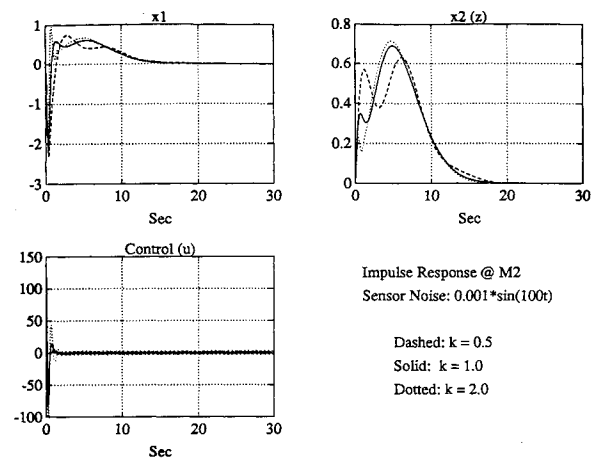 x1
1
0
-1
-2
-3
0
10
20
30
Sec
x2 (z)
0.8
0.6
0.4
0.2
0
0
10
20
30
Sec
Control (u)
150
100
50
0
-50
-100
0
10
20
30
Sec
Impulse Response @ M2
Sensor Noise: 0.001*sin(100t)
Dashed: k = 0.5
Solid: k = 1.0
Dotted: k = 2.0